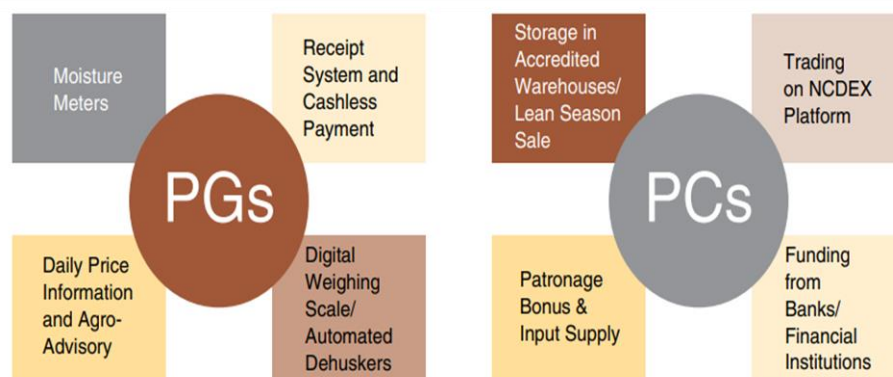 Moisture
Meters
Receipt
System and
Cashless
Payment
PGs
Daily Price
Information
and Agro-
Advisory
Digital
Weighing
Scale/
Automated
Dehuskers
Storage in
Accredited
Warehouses/
Lean Season
Sale
Trading
on NCDEX
Platform
PCs
Patronage
Bonus &
Input Supply
Funding
from
Banks/
Financial
Institutions